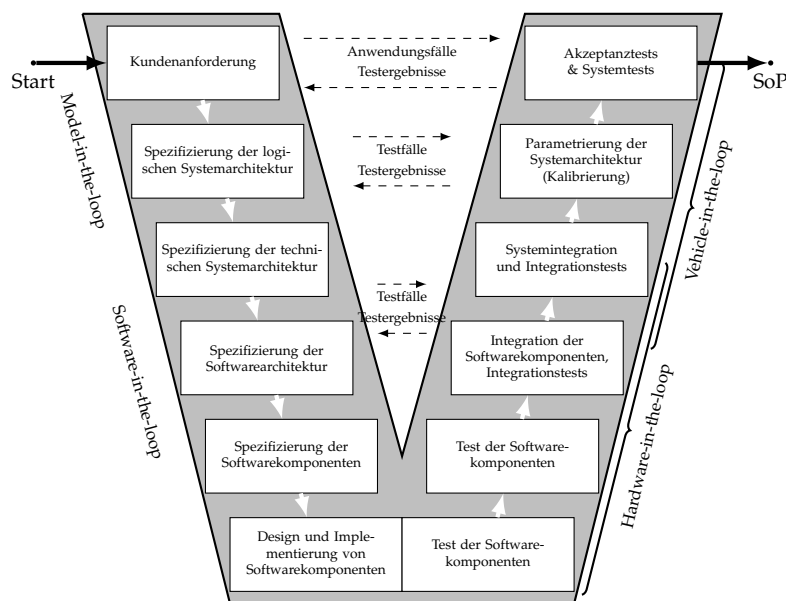 Start
Kundenanforderung
Anwendungsfälle
Testergebnisse
Akzeptanztests
& Systemtests
SoP
Model-in-the-loop
Spezifizierung der logi-
schen Systemarchitektur
Testfälle
Testergebnisse
Parametrierung der
Systemarchitektur
(Kalibrierung)
Vehicle-in-the-loop
Spezifizierung der techni-
schen Systemarchitektur
Testfälle
Testergebnisse
Systemintegration
und Integrationstests
Software-in-the-loop
Spezifizierung der
Softwarearchitektur
Integration der
Softwarekomponenten,
Integrationstests
Hardware-in-the-loop
Spezifizierung der
Softwarekomponenten
Test der Software-
komponenten
Design und Imple-
mentierung von
Softwarekomponenten
Test der Software-
komponenten